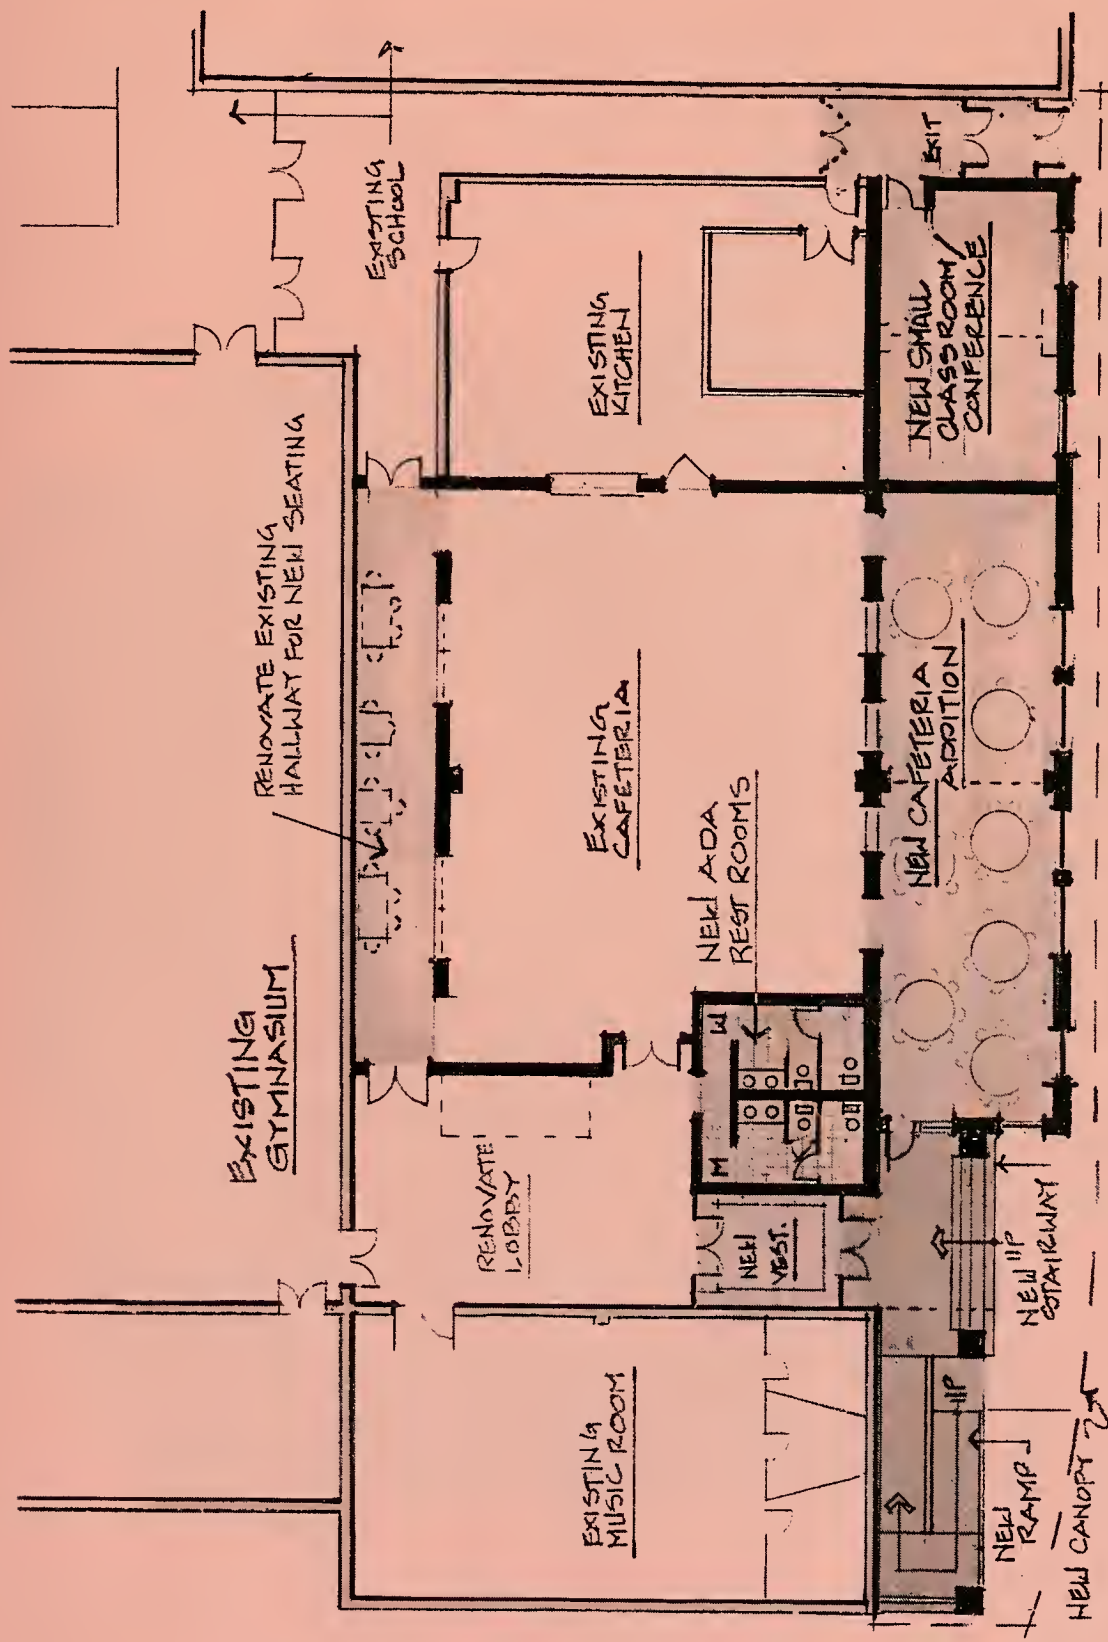 EXISTING
GYMNASIUM
RENOVATE EXISTING
HALLWAY FOR NEW SEATING
EXISTING
SCHOOL
RENOVATE
LOBBY
EXISTING
CAFETERIA
EXISTING
KITCHEN
EXISTING
MUSIC ROOM
NEW
VEST.
M
W
NEW ADA
REST ROOMS
NEW CAFETERIA
ADDITION
NEW SMALL
CLASSROOM/
CONFERENCE
EXIT
UP
NEW
RAMP
UP
NEW
STAIRWAY
NEW CANOPY